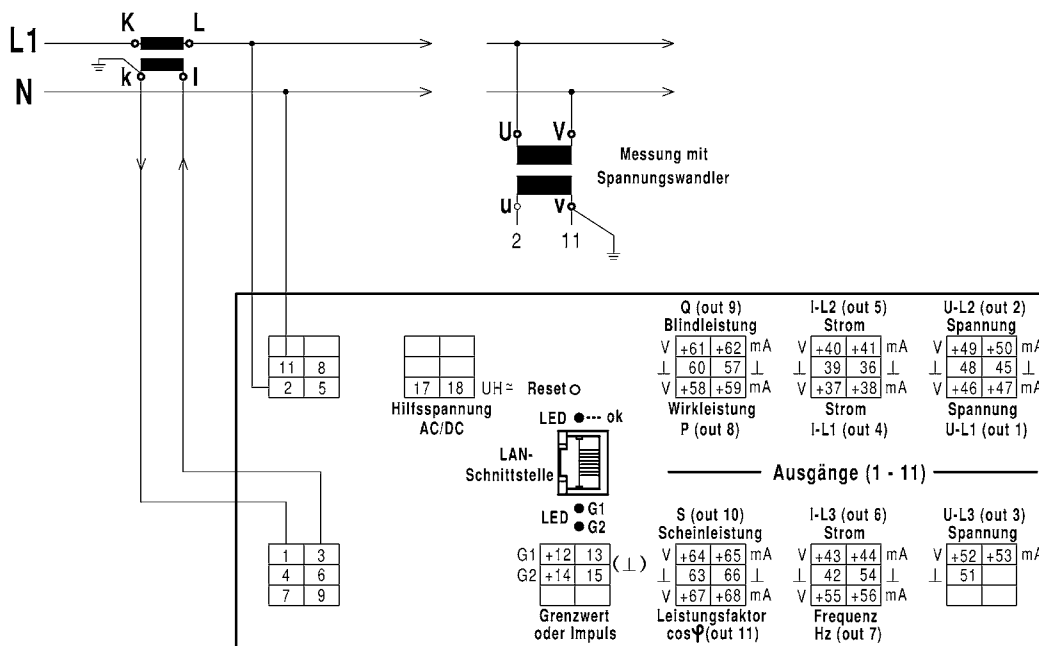 K L
L1
k l
N
U V
Messung mit
Spannungswandler
u v
2 11
11 8
2 5
17 18 UH ≃
Hilfsspannung
AC/DC
Reset
LED --- ok
LAN-
Schnittstelle
LED G1
G2
1 3
4 6
7 9
G1 +12 13 (⊥)
G2 +14 15
Grenzwert
oder Impuls
Q (out 9)
Blindleistung
V +61 +62 mA
⊥ 60 57 ⊥
V +58 +59 mA
Wirkleistung
P (out 8)
I-L2 (out 5)
Strom
V +40 +41 mA
⊥ 39 36 ⊥
V +37 +38 mA
Strom
I-L1 (out 4)
U-L2 (out 2)
Spannung
V +49 +50 mA
⊥ 48 45 ⊥
V +46 +47 mA
Spannung
U-L1 (out 1)
Ausgänge (1 - 11)
S (out 10)
Scheinleistung
V +64 +65 mA
⊥ 63 66 ⊥
V +67 +68 mA
Leistungsfaktor
cosφ (out 11)
I-L3 (out 6)
Strom
V +43 +44 mA
⊥ 42 54 ⊥
V +55 +56 mA
Frequenz
Hz (out 7)
U-L3 (out 3)
Spannung
V +52 +53 mA
⊥ 51